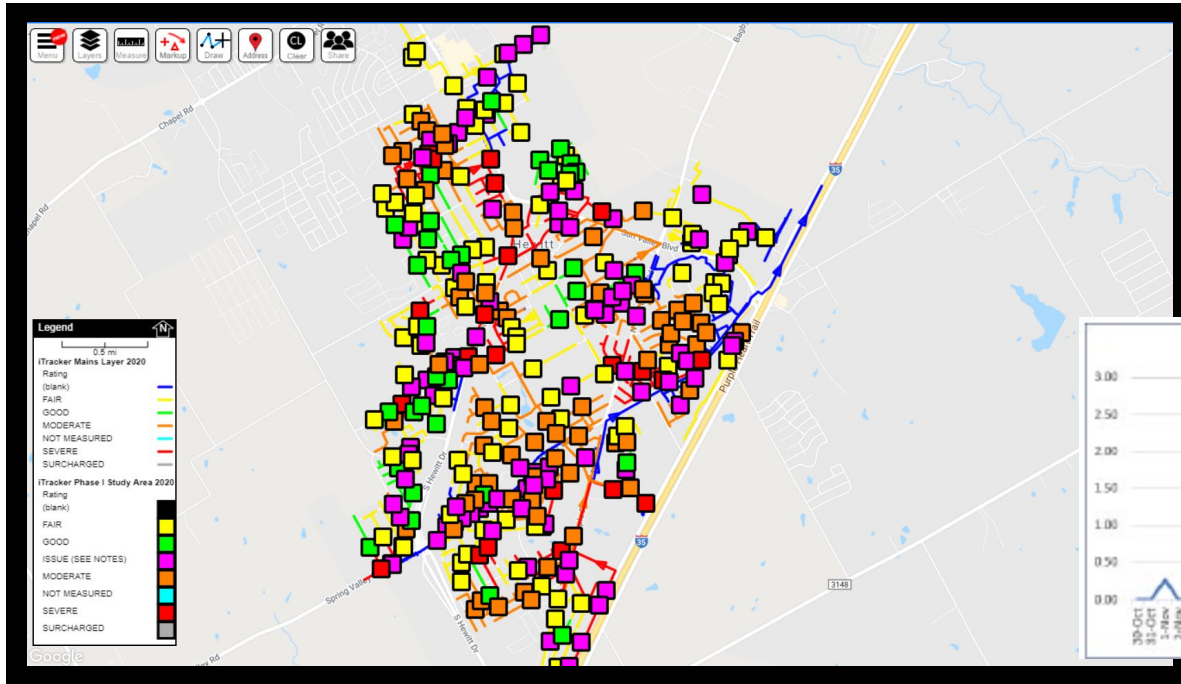 new
Menu
Layers
Measure
Markup
Draw
Address
CL
Clear
Share
Chapel Rd
35
Hewitt
Sun Valley Blvd
Legend
N
0.5 mi
iTracker Mains Layer 2020
Rating
(blank)
FAIR
GOOD
MODERATE
NOT MEASURED
SEVERE
SURCHARGED
iTracker Phase I Study Area 2020
Rating
(blank)
FAIR
GOOD
ISSUE (SEE NOTES)
MODERATE
NOT MEASURED
SEVERE
SURCHARGED
Google
S Hewitt Dr
35
3148
Spring Valley
S Hewitt Dr
3.00
2.50
2.00
1.50
1.00
0.50
0.00
30-Oct
31-Oct
1-Nov
2-Nov